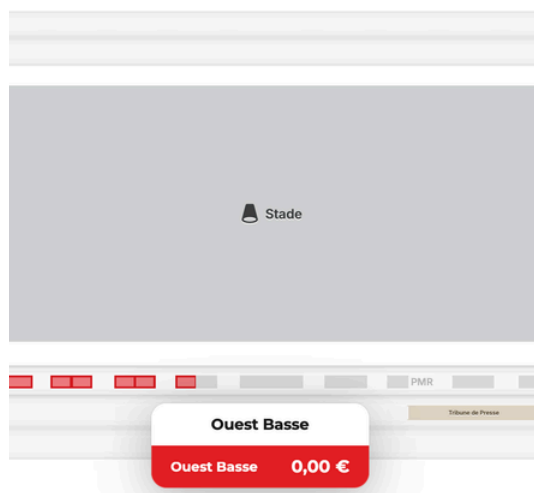 Stade
PMR
Tribune de Presse
Ouest Basse
Ouest Basse 0,00 €